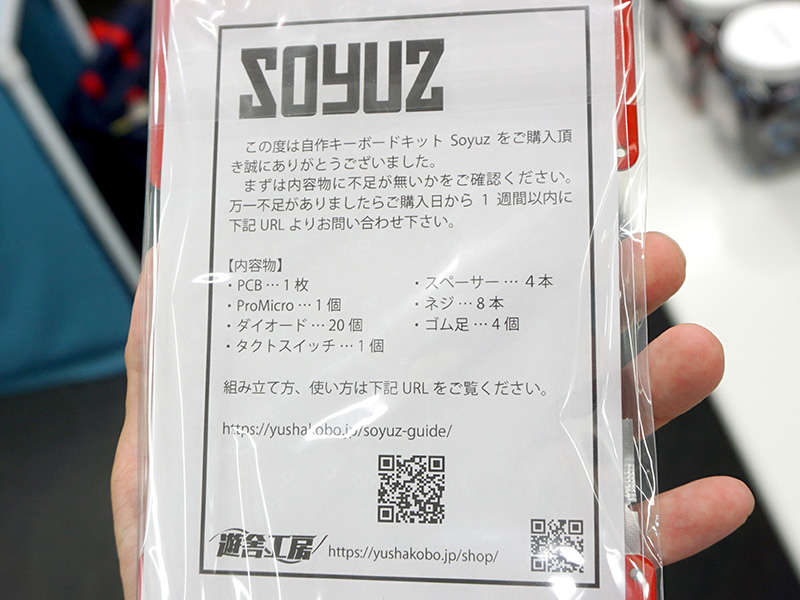 SOYUZ
この度は自作キーボードキット Soyuz をご購入頂
き誠にありがとうございました。
まずは内容物に不足が無いかをご確認ください。
万一不足がありましたらご購入日から 1 週間以内に
下記 URL よりお問い合わせ下さい。
【内容物】
・PCB … 1 枚
・ProMicro … 1 個
・ダイオード … 20 個
・タクトスイッチ … 1 個
・スペーサー … 4 本
・ネジ … 8 本
・ゴム足 … 4 個
組み立て方、使い方は下記 URL をご覧ください。
https://yushakobo.jp/soyuz-guide/
遊舎工房 https://yushakobo.jp/shop/